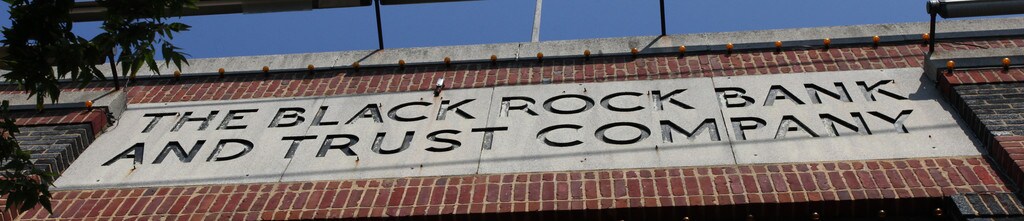 THE BLACK ROCK BANK
AND TRUST COMPANY